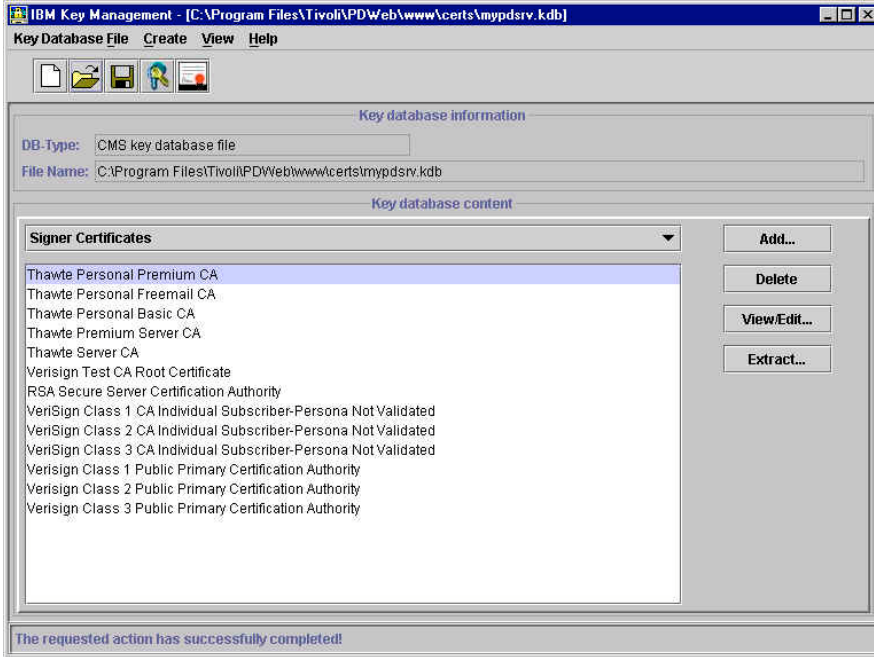 IBM Key Management - [C:\Program Files\Tivoli\PDWeb\www\certs\mypdsrv.kdb]
Key Database File Create View Help
Key database information
DB-Type: CMS key database file
File Name: C:\Program Files\Tivoli\PDWeb\www\certs\mypdsrv.kdb
Key database content
Signer Certificates
Add...
Thawte Personal Premium CA
Delete
Thawte Personal Freemail CA
Thawte Personal Basic CA
View/Edit...
Thawte Premium Server CA
Thawte Server CA
Extract...
Verisign Test CA Root Certificate
RSA Secure Server Certification Authority
VeriSign Class 1 CA Individual Subscriber-Persona Not Validated
VeriSign Class 2 CA Individual Subscriber-Persona Not Validated
VeriSign Class 3 CA Individual Subscriber-Persona Not Validated
Verisign Class 1 Public Primary Certification Authority
Verisign Class 2 Public Primary Certification Authority
Verisign Class 3 Public Primary Certification Authority
The requested action has successfully completed!